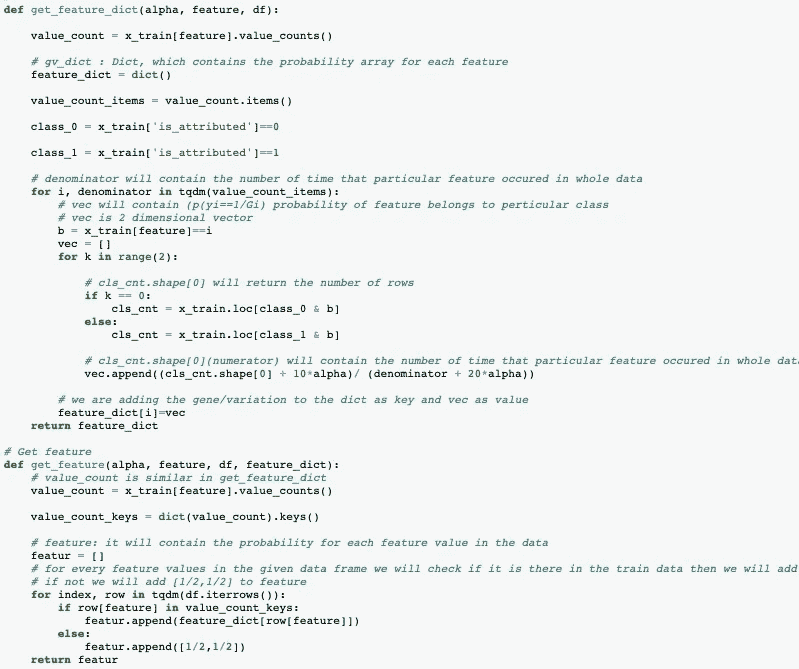 def get_feature_dict(alpha, feature, df):
    value_count = x_train[feature].value_counts()
    # gv_dict : Dict, which contains the probability array for each feature
    feature_dict = dict()
    value_count_items = value_count.items()
    class_0 = x_train['is_attributed']==0
    class_1 = x_train['is_attributed']==1
    # denominator will contain the number of time that particular feature occured in whole data
    for i, denominator in tqdm(value_count_items):
        # vec will contain (p(yi==1/Gi) probability of feature belongs to perticular class
        # vec is 2 dimensional vector
        b = x_train[feature]==i
        vec = []
        for k in range(2):
            # cls_cnt.shape[0] will return the number of rows
            if k == 0:
                cls_cnt = x_train.loc[class_0 & b]
            else:
                cls_cnt = x_train.loc[class_1 & b]
            # cls_cnt.shape[0](numerator) will contain the number of time that particular feature occured in whole data
            vec.append((cls_cnt.shape[0] + 10*alpha)/ (denominator + 20*alpha))
        # we are adding the gene/variation to the dict as key and vec as value
        feature_dict[i]=vec
    return feature_dict
# Get feature
def get_feature(alpha, feature, df, feature_dict):
    # value_count is similar in get_feature_dict
    value_count = x_train[feature].value_counts()
    value_count_keys = dict(value_count).keys()
    # feature: it will contain the probability for each feature value in the data
    featur = []
    # for every feature values in the given data frame we will check if it is there in the train data then we will add
    # if not we will add [1/2,1/2] to feature
    for index, row in tqdm(df.iterrows()):
        if row[feature] in value_count_keys:
            featur.append(feature_dict[row[feature]])
        else:
            featur.append([1/2,1/2])
    return featur